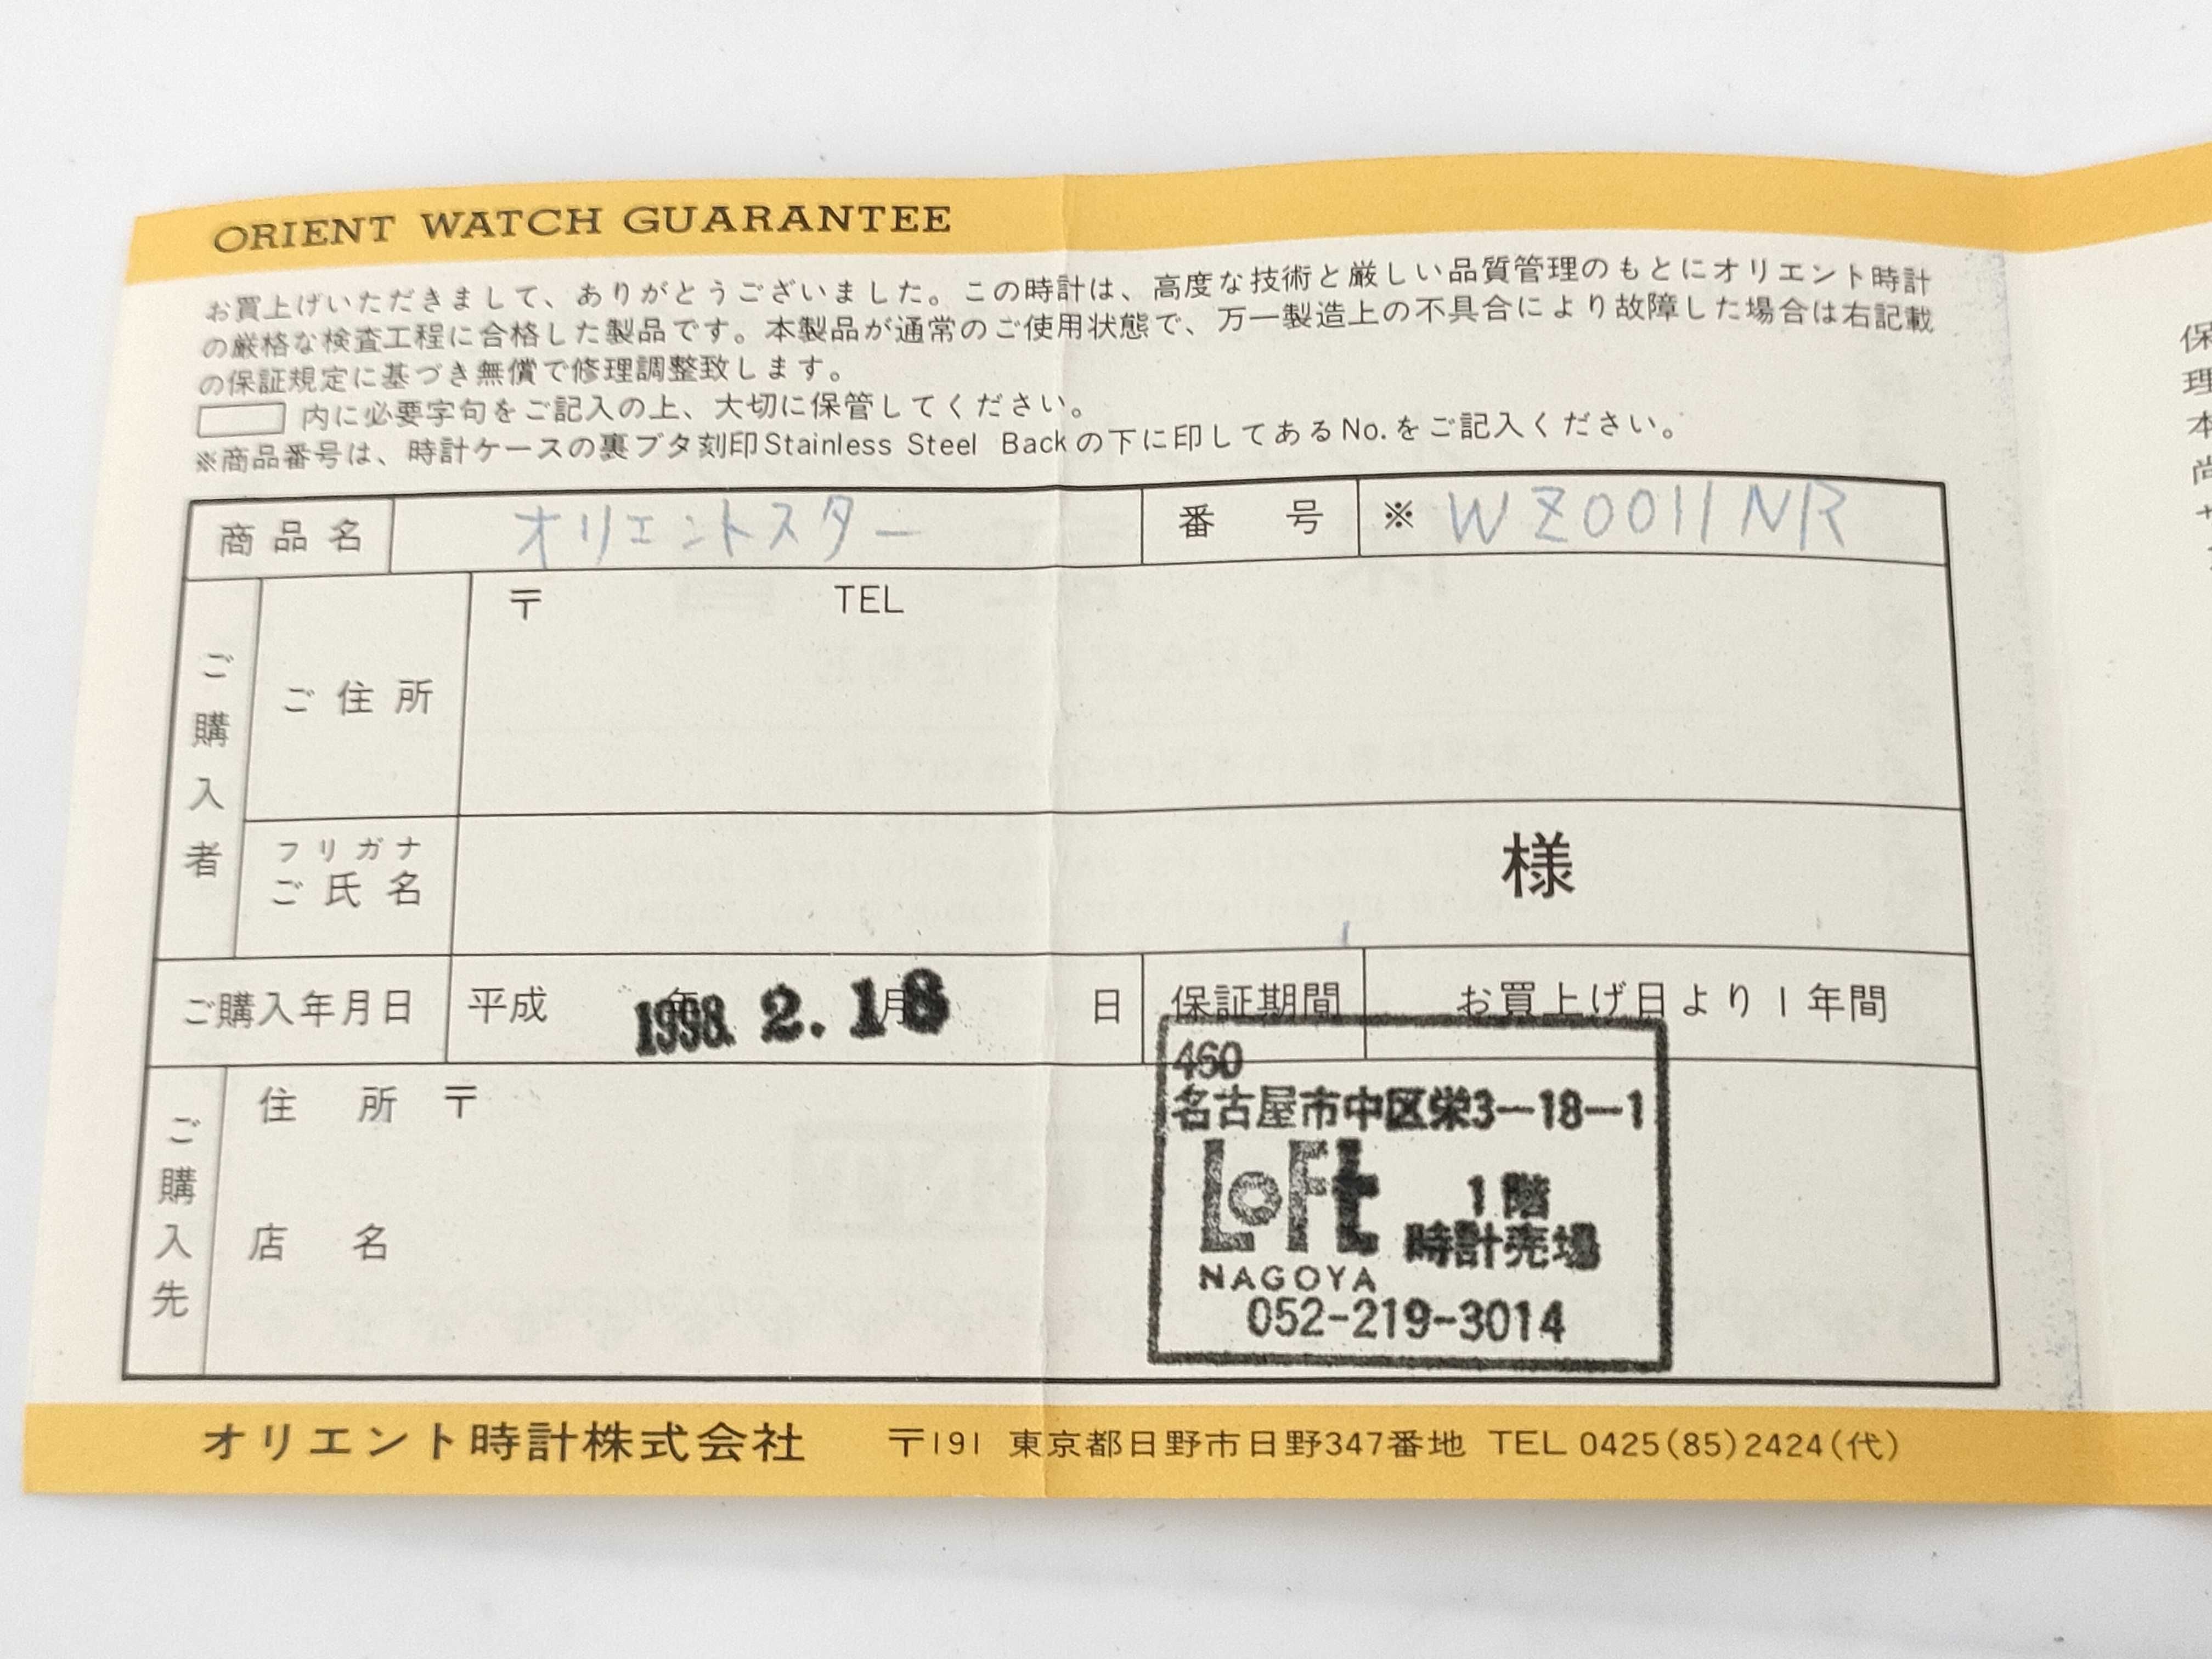 ORIENT WATCH GUARANTEE
お買上げいただきまして、ありがとうございました。この時計は、高度な技術と厳しい品質管理のもとにオリエント時計
の厳格な検査工程に合格した製品です。本製品が通常のご使用状態で、万一製造上の不具合により故障した場合は右記載
の保証規定に基づき無償で修理調整致します。
内に必要字句をご記入の上、大切に保管してください。
※商品番号は、時計ケースの裏ブタ刻印Stainless Steel Backの下に印してあるNo.をご記入ください。
商品名 オリエントスター 番号 ※ WZ0011NR
ご購入者
ご住所 〒 TEL
フリガナ
ご氏名 様
ご購入年月日 平成 年 月 日 1998. 2. 18 保証期間 お買上げ日より1年間
ご購入先
住所 〒
店名
460
名古屋市中区栄3-18-1
LoFt 1階
時計売場
NAGOYA
052-219-3014
オリエント時計株式会社 〒191 東京都日野市日野347番地 TEL 0425(85)2424(代)
保
理
本
尚